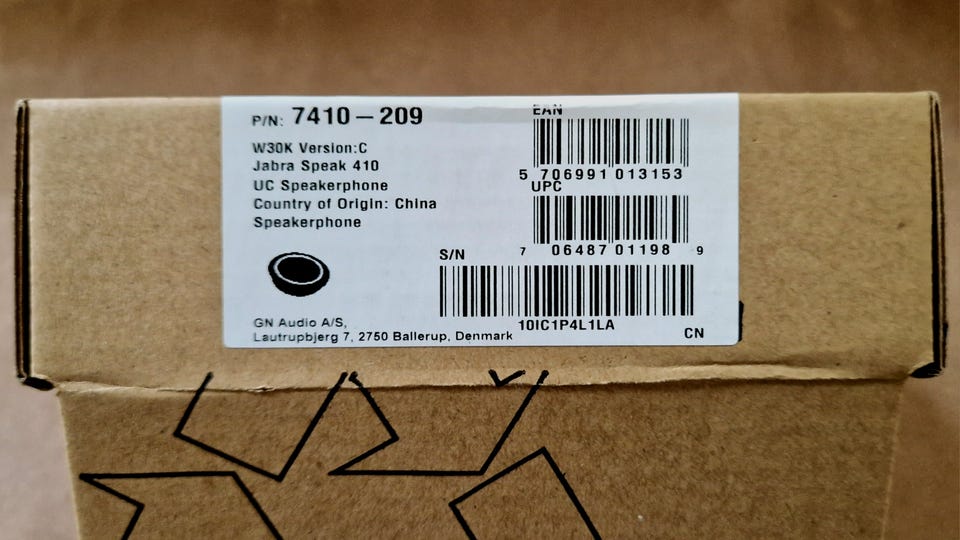 P/N: 7410-209
W30K Version:C
Jabra Speak 410
UC Speakerphone
Country of Origin: China
Speakerphone
GN Audio A/S,
Lautrupbjerg 7, 2750 Ballerup, Denmark
EAN
5 706991 013153
UPC
7 06487 01198 9
S/N
10IC1P4L1LA
CN